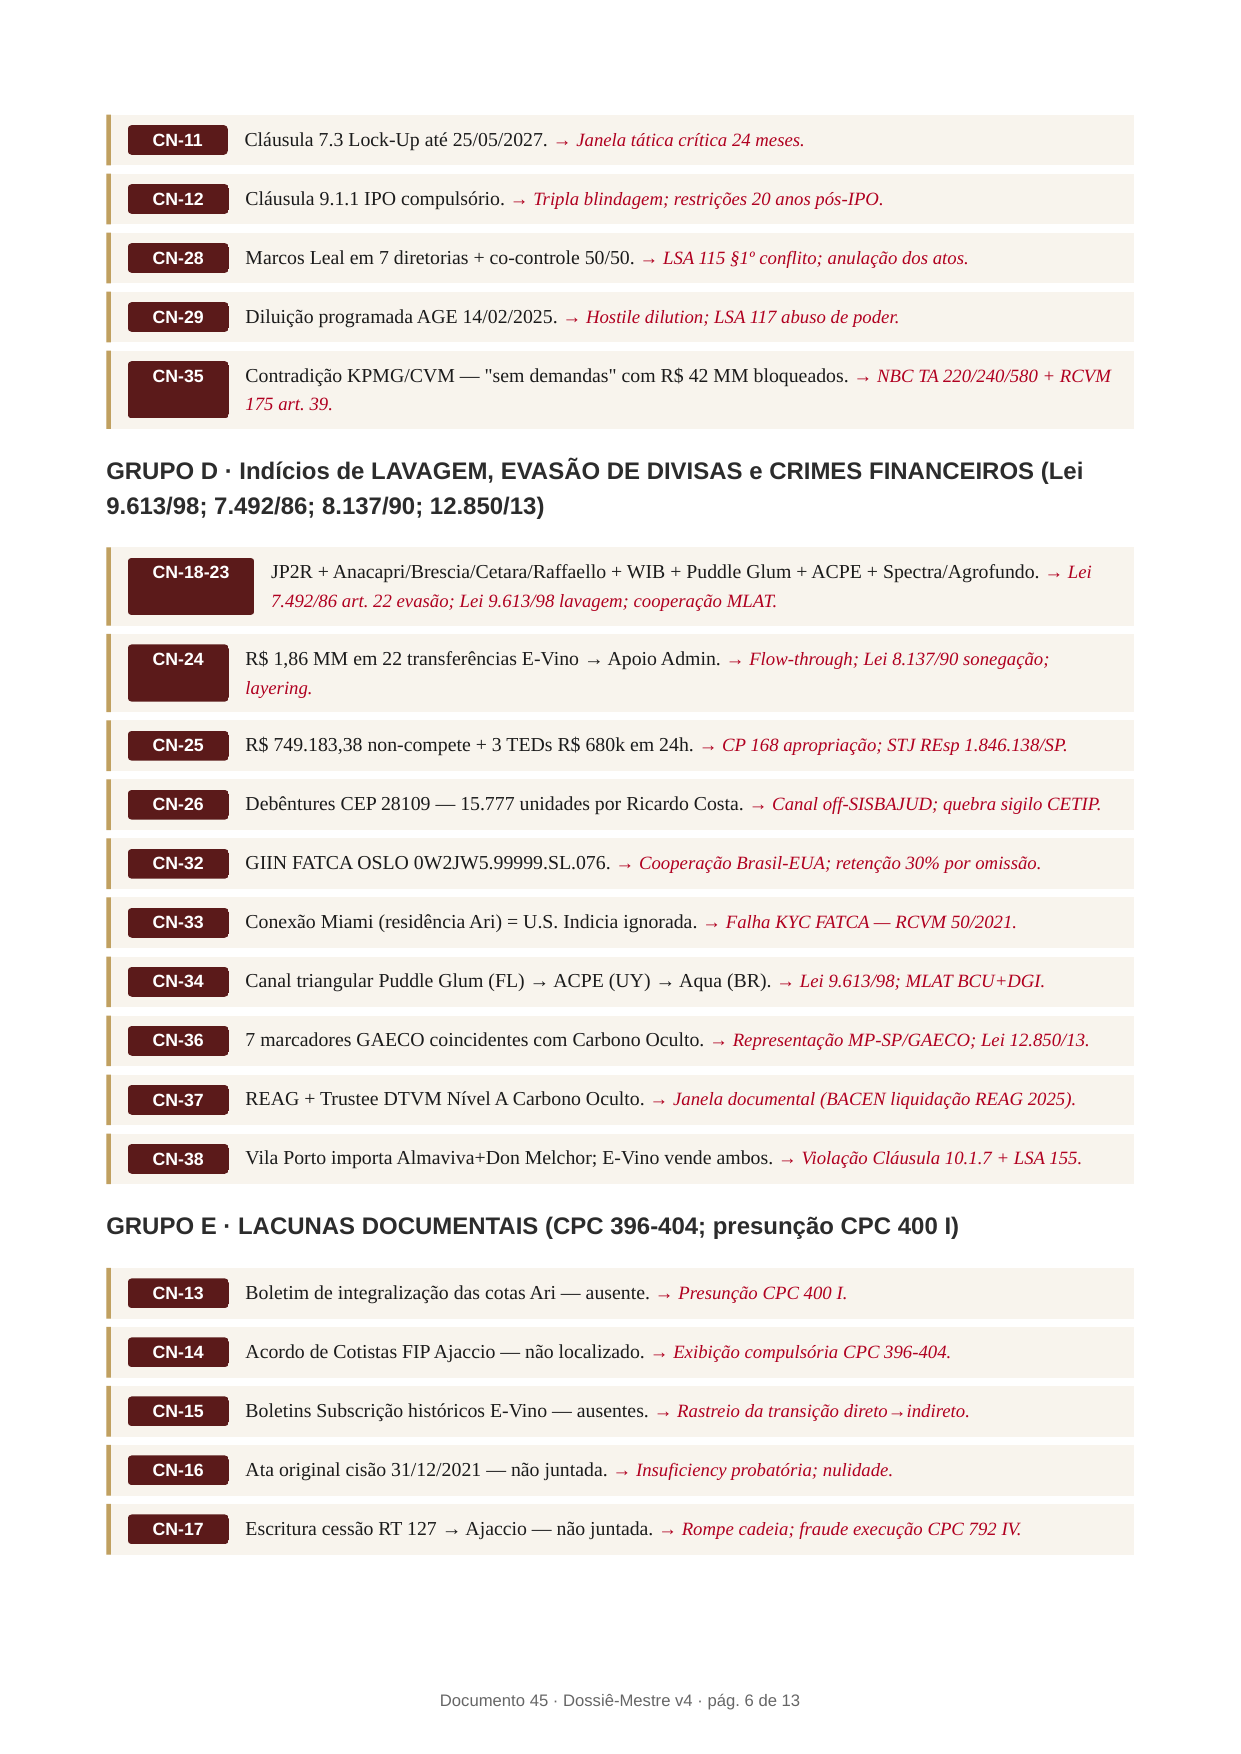 CN-11 Cláusula 7.3 Lock-Up até 25/05/2027. → Janela tática crítica 24 meses.
CN-12 Cláusula 9.1.1 IPO compulsório. → Tripla blindagem; restrições 20 anos pós-IPO.
CN-28 Marcos Leal em 7 diretorias + co-controle 50/50. → LSA 115 §1º conflito; anulação dos atos.
CN-29 Diluição programada AGE 14/02/2025. → Hostile dilution; LSA 117 abuso de poder.
CN-35 Contradição KPMG/CVM — "sem demandas" com R$ 42 MM bloqueados. → NBC TA 220/240/580 + RCVM
175 art. 39.
GRUPO D · Indícios de LAVAGEM, EVASÃO DE DIVISAS e CRIMES FINANCEIROS (Lei
9.613/98; 7.492/86; 8.137/90; 12.850/13)
CN-18-23 JP2R + Anacapri/Brescia/Cetara/Raffaello + WIB + Puddle Glum + ACPE + Spectra/Agrofundo. → Lei
7.492/86 art. 22 evasão; Lei 9.613/98 lavagem; cooperação MLAT.
CN-24 R$ 1,86 MM em 22 transferências E-Vino → Apoio Admin. → Flow-through; Lei 8.137/90 sonegação;
layering.
CN-25 R$ 749.183,38 non-compete + 3 TEDs R$ 680k em 24h. → CP 168 apropriação; STJ REsp 1.846.138/SP.
CN-26 Debêntures CEP 28109 — 15.777 unidades por Ricardo Costa. → Canal off-SISBAJUD; quebra sigilo CETIP.
CN-32 GIIN FATCA OSLO 0W2JW5.99999.SL.076. → Cooperação Brasil-EUA; retenção 30% por omissão.
CN-33 Conexão Miami (residência Ari) = U.S. Indicia ignorada. → Falha KYC FATCA — RCVM 50/2021.
CN-34 Canal triangular Puddle Glum (FL) → ACPE (UY) → Aqua (BR). → Lei 9.613/98; MLAT BCU+DGI.
CN-36 7 marcadores GAECO coincidentes com Carbono Oculto. → Representação MP-SP/GAECO; Lei 12.850/13.
CN-37 REAG + Trustee DTVM Nível A Carbono Oculto. → Janela documental (BACEN liquidação REAG 2025).
CN-38 Vila Porto importa Almaviva+Don Melchor; E-Vino vende ambos. → Violação Cláusula 10.1.7 + LSA 155.
GRUPO E · LACUNAS DOCUMENTAIS (CPC 396-404; presunção CPC 400 I)
CN-13 Boletim de integralização das cotas Ari — ausente. → Presunção CPC 400 I.
CN-14 Acordo de Cotistas FIP Ajaccio — não localizado. → Exibição compulsória CPC 396-404.
CN-15 Boletins Subscrição históricos E-Vino — ausentes. → Rastreio da transição direto→indireto.
CN-16 Ata original cisão 31/12/2021 — não juntada. → Insuficiency probatória; nulidade.
CN-17 Escritura cessão RT 127 → Ajaccio — não juntada. → Rompe cadeia; fraude execução CPC 792 IV.
Documento 45 · Dossiê-Mestre v4 · pág. 6 de 13